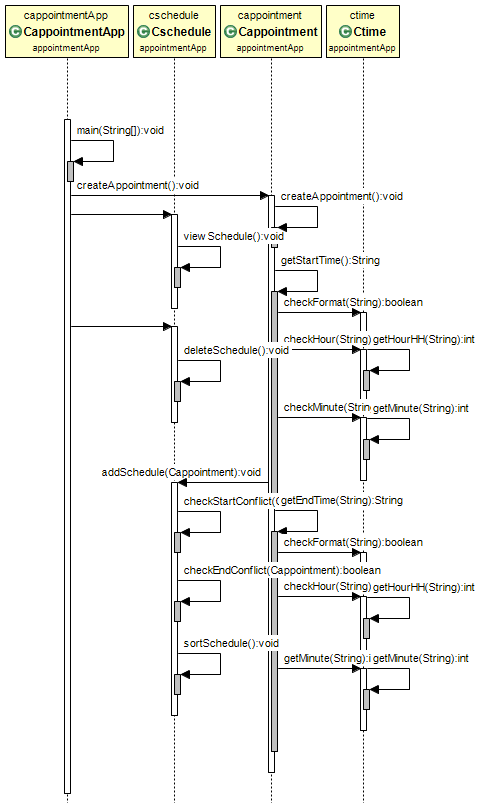 cappointmentApp
C CappointmentApp
appointmentApp
cschedule
C Cschedule
appointmentApp
cappointment
C Cappointment
appointmentApp
ctime
C Ctime
appointmentApp
main(String[]):void
createAppointment():void
createAppointment():void
view Schedule():void
getStartTime():String
checkFormat(String):boolean
checkHour(String)
getHourHH(String):int
deleteSchedule():void
checkMinute(Strin
getMinute(String):int
addSchedule(Cappointment):void
checkStartConflict(
getEndTime(String):String
checkFormat(String):boolean
checkEndConflict(Cappointment):boolean
checkHour(String)
getHourHH(String):int
sortSchedule():void
getMinute(String):i
getMinute(String):int